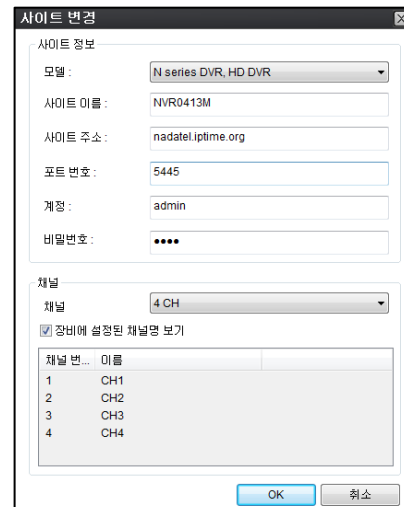 사이트 변경
사이트 정보
모델 : N series DVR, HD DVR
사이트 이름 : NVR0413M
사이트 주소 : nadatel.iptime.org
포트 번호 : 5445
계정 : admin
비밀번호 : ●●●●
채널
채널 4 CH
장비에 설정된 채널명 보기
채널 번... 이름
1 CH1
2 CH2
3 CH3
4 CH4
OK 취소